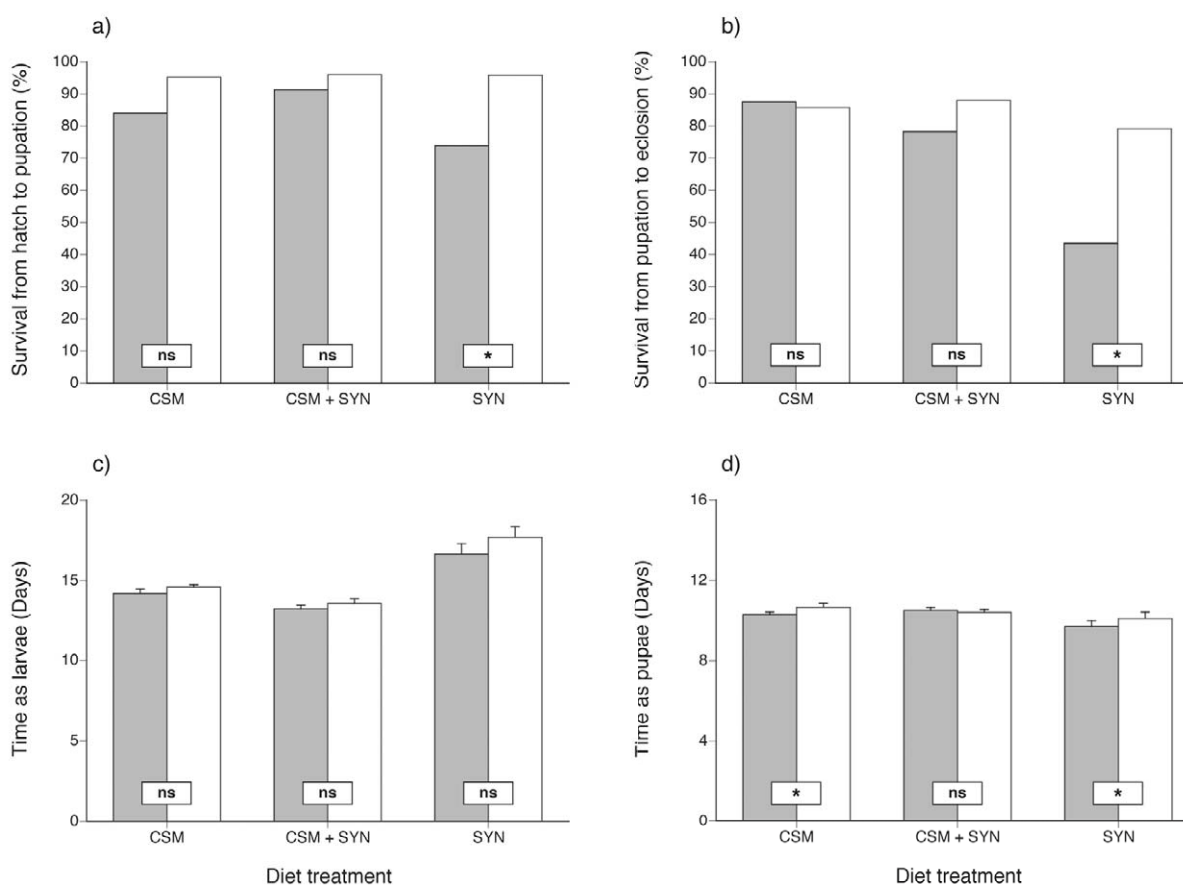 a)
Survival from hatch to pupation (%)
100
90
80
70
60
50
40
30
20
10
0
ns
ns
*
CSM
CSM + SYN
SYN
b)
Survival from pupation to eclosion (%)
100
90
80
70
60
50
40
30
20
10
0
ns
ns
*
CSM
CSM + SYN
SYN
c)
Time as larvae (Days)
20
15
10
5
0
ns
ns
ns
CSM
CSM + SYN
SYN
Diet treatment
d)
Time as pupae (Days)
16
12
8
4
0
*
ns
*
CSM
CSM + SYN
SYN
Diet treatment